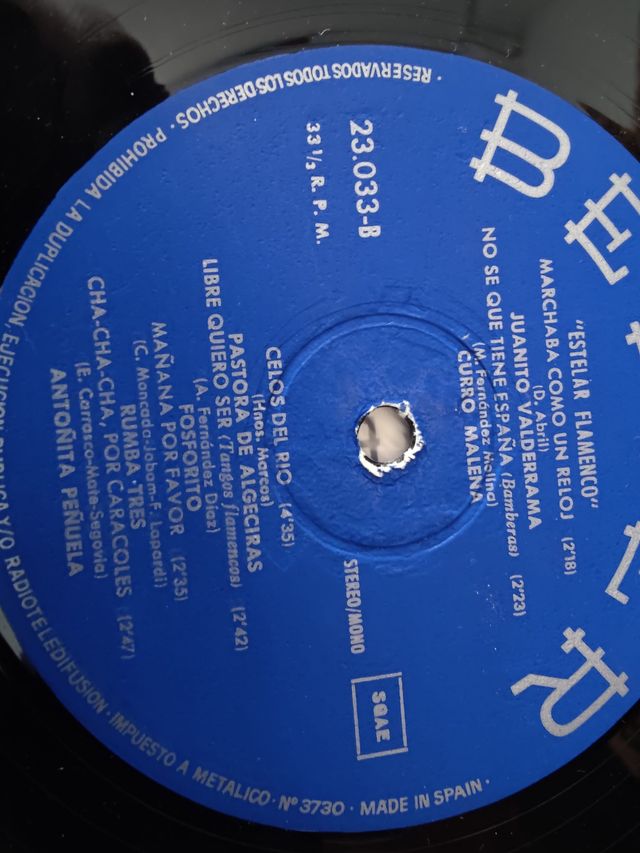 BELTER
"ESTELAR FLAMENCO"
MARCHABA COMO UN RELOJ (2'18)
(D. Abril)
JUANITO VALDERRAMA
NO SE QUE TIENE ESPAÑA (Bamberas) (2'23)
(M. Fernández Molina)
CURRO MALENA
23.033-B
33 1/3 R. P. M.
STEREO/MONO
SGAE
CELOS DEL RIO (4'35)
(Hnos. Marcos)
PASTORA DE ALGECIRAS
LIBRE QUIERO SER (Tangos flamencos) (2'42)
(A. Fernández Díaz)
FOSFORITO
MAÑANA POR FAVOR (2'35)
(C. Moncada-Jobam-F. Lapardi)
RUMBA TRES
CHA-CHA-CHA, POR CARACOLES (2'47)
(E. Carrasco-Mate-Segovia)
ANTOÑITA PEÑUELA
· RESERVADOS TODOS LOS DERECHOS · PROHIBIDA LA DUPLICACION, EJECUCION PUBLICA Y/O RADIOTELEDIFUSION · IMPUESTO A METALICO · Nº 3730 · MADE IN SPAIN ·